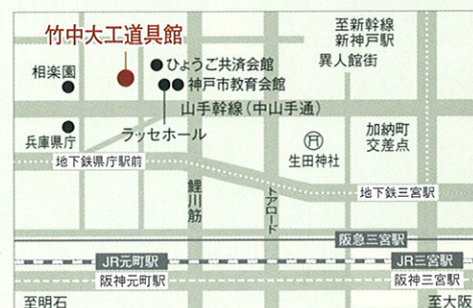 竹中大工道具館
至新幹線
新神戸駅
異人館街
相楽園
ひょうご共済会館
神戸市教育会館
山手幹線（中山手通）
兵庫県庁
ラッセホール
加納町
交差点
生田神社
地下鉄県庁駅前
地下鉄三宮駅
鯉川筋
トアロード
阪急三宮駅
JR元町駅
JR三宮駅
阪神元町駅
阪神三宮駅
至明石
至大阪